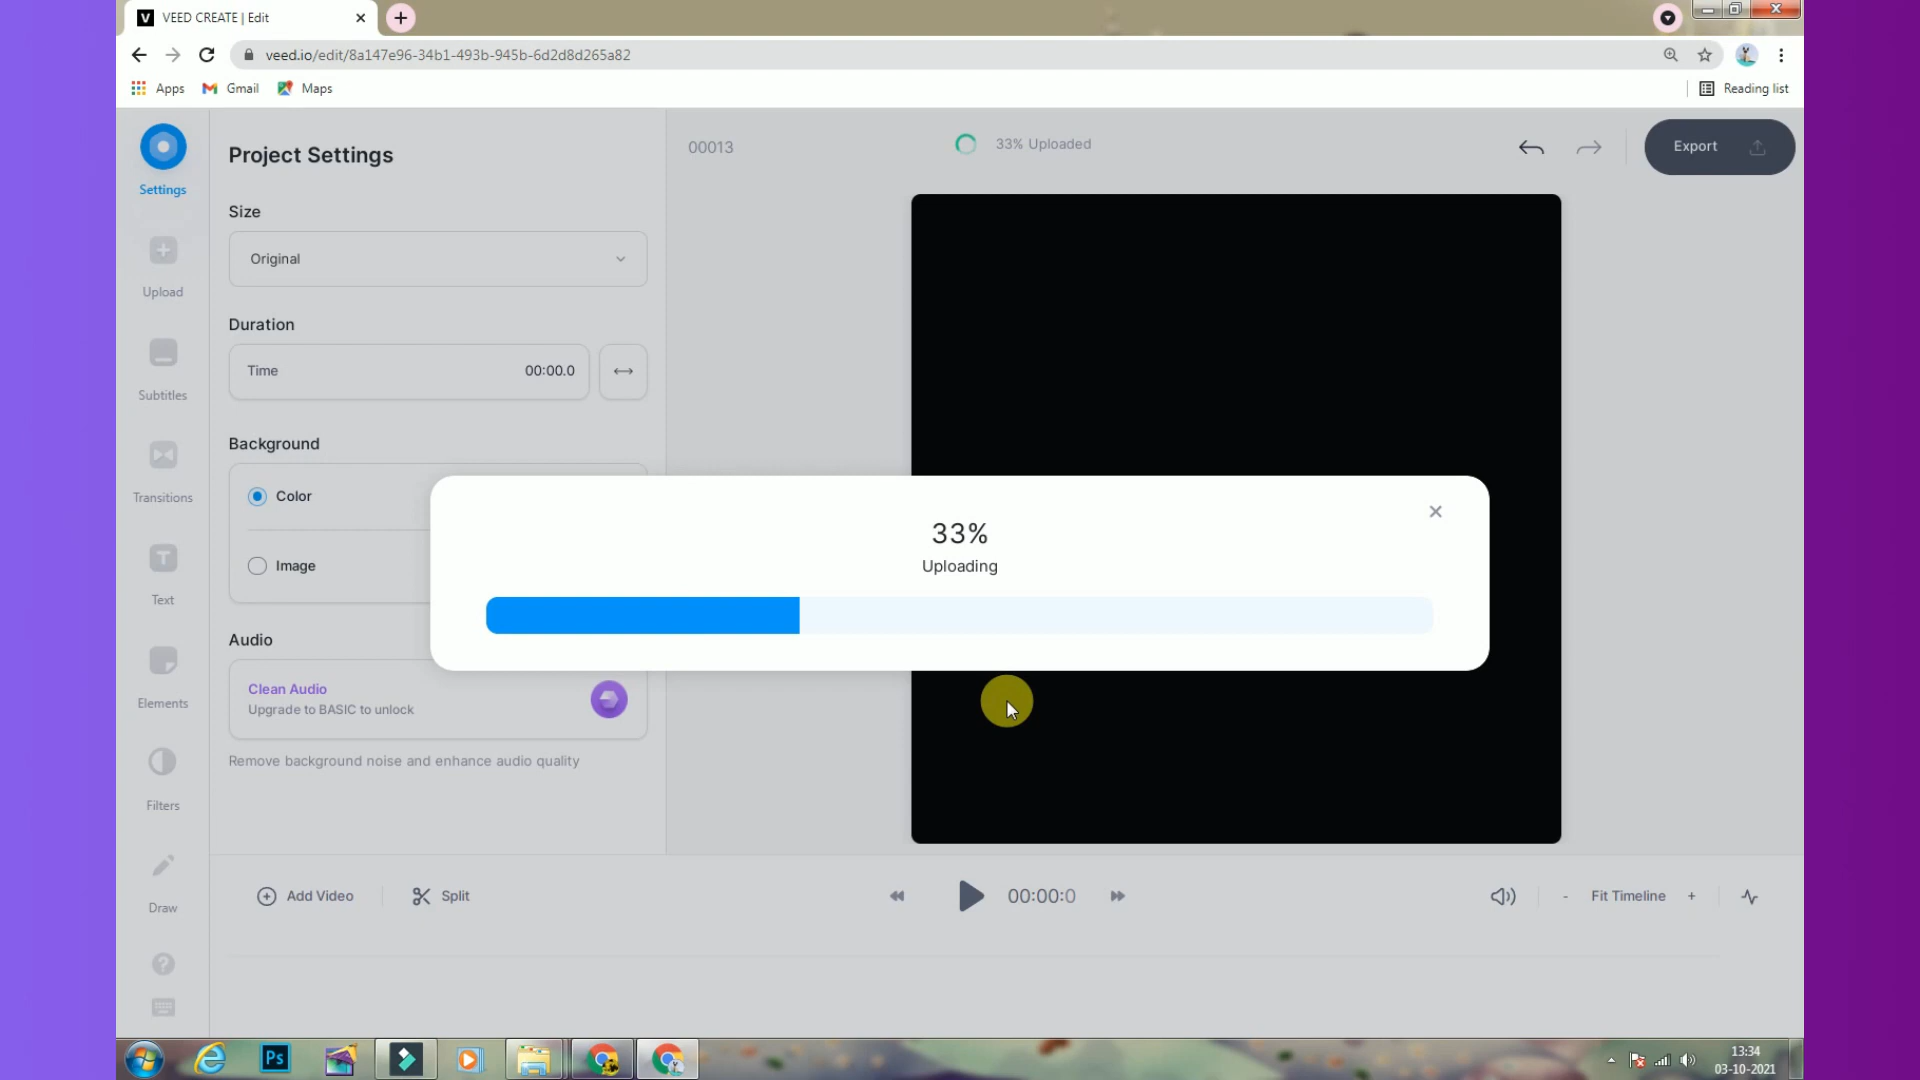 VEED CREATE | Edit
veed.io/edit/8a147e96-34b1-493b-945b-6d2d8d265a82
Apps
Gmail
Maps
Reading list
Settings
Project Settings
00013
33% Uploaded
Export
Size
Original
Upload
Duration
Time
00:00.0
Subtitles
Background
Color
Image
Transitions
33%
Uploading
Text
Audio
Clean Audio
Upgrade to BASIC to unlock
Elements
Remove background noise and enhance audio quality
Filters
Add Video
Split
00:00:0
- Fit Timeline +
Draw
Ps
13:34
03-10-2021